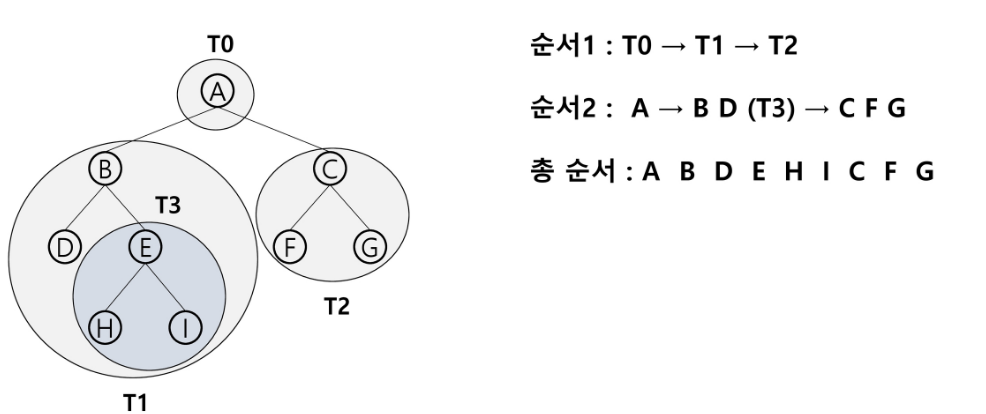 T0
A
B
C
T3
D
E
F
G
H
I
T2
T1
순서1 : T0 → T1 → T2
순서2 : A → B D (T3) → C F G
총 순서 : A B D E H I C F G